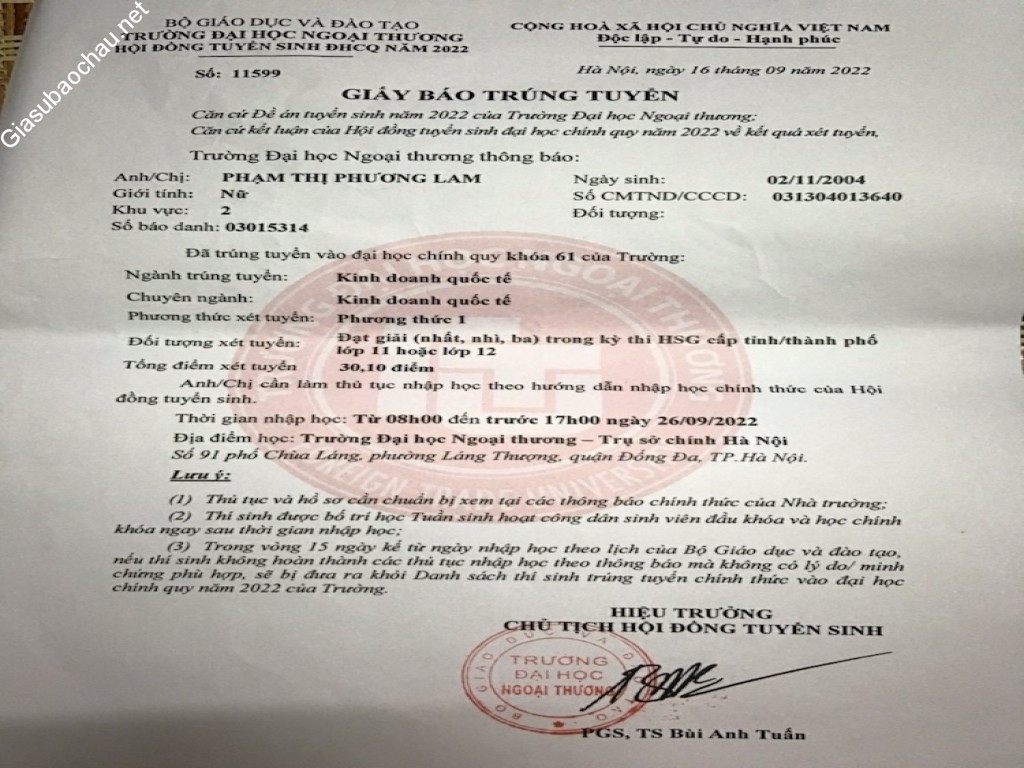 Giasubaochau.net
BỘ GIÁO DỤC VÀ ĐÀO TẠO
TRƯỜNG ĐẠI HỌC NGOẠI THƯƠNG
HỘI ĐỒNG TUYỂN SINH ĐHCQ NĂM 2022
Số: 11599
CỘNG HOÀ XÃ HỘI CHỦ NGHĨA VIỆT NAM
Độc lập - Tự do - Hạnh phúc
Hà Nội, ngày 16 tháng 09 năm 2022
GIẤY BÁO TRÚNG TUYỂN
Căn cứ Đề án tuyển sinh năm 2022 của Trường Đại học Ngoại thương;
Căn cứ kết luận của Hội đồng tuyển sinh đại học chính quy năm 2022 về kết quả xét tuyển,
Trường Đại học Ngoại thương thông báo:
Anh/Chị: PHẠM THỊ PHƯƠNG LAM Ngày sinh: 02/11/2004
Giới tính: Nữ Số CMTND/CCCD: 031304013640
Khu vực: 2 Đối tượng:
Số báo danh: 03015314
Đã trúng tuyển vào đại học chính quy khóa 61 của Trường:
Ngành trúng tuyển: Kinh doanh quốc tế
Chuyên ngành: Kinh doanh quốc tế
Phương thức xét tuyển: Phương thức 1
Đối tượng xét tuyển: Đạt giải (nhất, nhì, ba) trong kỳ thi HSG cấp tỉnh/thành phố
lớp 11 hoặc lớp 12
Tổng điểm xét tuyển 30,10 điểm
Anh/Chị cần làm thủ tục nhập học theo hướng dẫn nhập học chính thức của Hội
đồng tuyển sinh.
Thời gian nhập học: Từ 08h00 đến trước 17h00 ngày 26/09/2022
Địa điểm học: Trường Đại học Ngoại thương – Trụ sở chính Hà Nội
Số 91 phố Chùa Láng, phường Láng Thượng, quận Đống Đa, TP.Hà Nội.
Lưu ý:
(1) Thủ tục và hồ sơ cần chuẩn bị xem tại các thông báo chính thức của Nhà trường;
(2) Thí sinh được bố trí học Tuần sinh hoạt công dân sinh viên đầu khóa và học chính
khóa ngay sau thời gian nhập học;
(3) Trong vòng 15 ngày kể từ ngày nhập học theo lịch của Bộ Giáo dục và đào tạo,
nếu thí sinh không hoàn thành các thủ tục nhập học theo thông báo mà không có lý do/ minh
chứng phù hợp, sẽ bị đưa ra khỏi Danh sách thí sinh trúng tuyển chính thức vào đại học
chính quy năm 2022 của Trường.
HIỆU TRƯỞNG
CHỦ TỊCH HỘI ĐỒNG TUYỂN SINH
BỘ GIÁO DỤC VÀ ĐÀO TẠO
TRƯỜNG
ĐẠI HỌC
NGOẠI THƯƠNG
PGS, TS Bùi Anh Tuấn